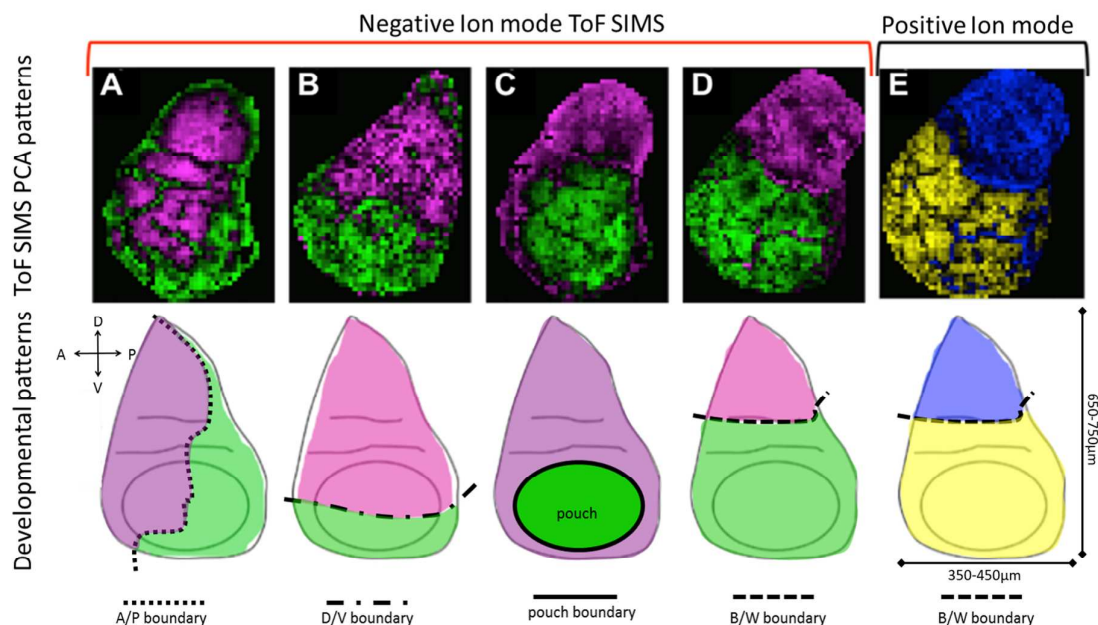 Negative Ion mode ToF SIMS
Positive Ion mode
ToF SIMS PCA patterns
A
B
C
D
E
Developmental patterns
D
A
P
V
pouch
650-750µm
350-450µm
A/P boundary
D/V boundary
pouch boundary
B/W boundary
B/W boundary